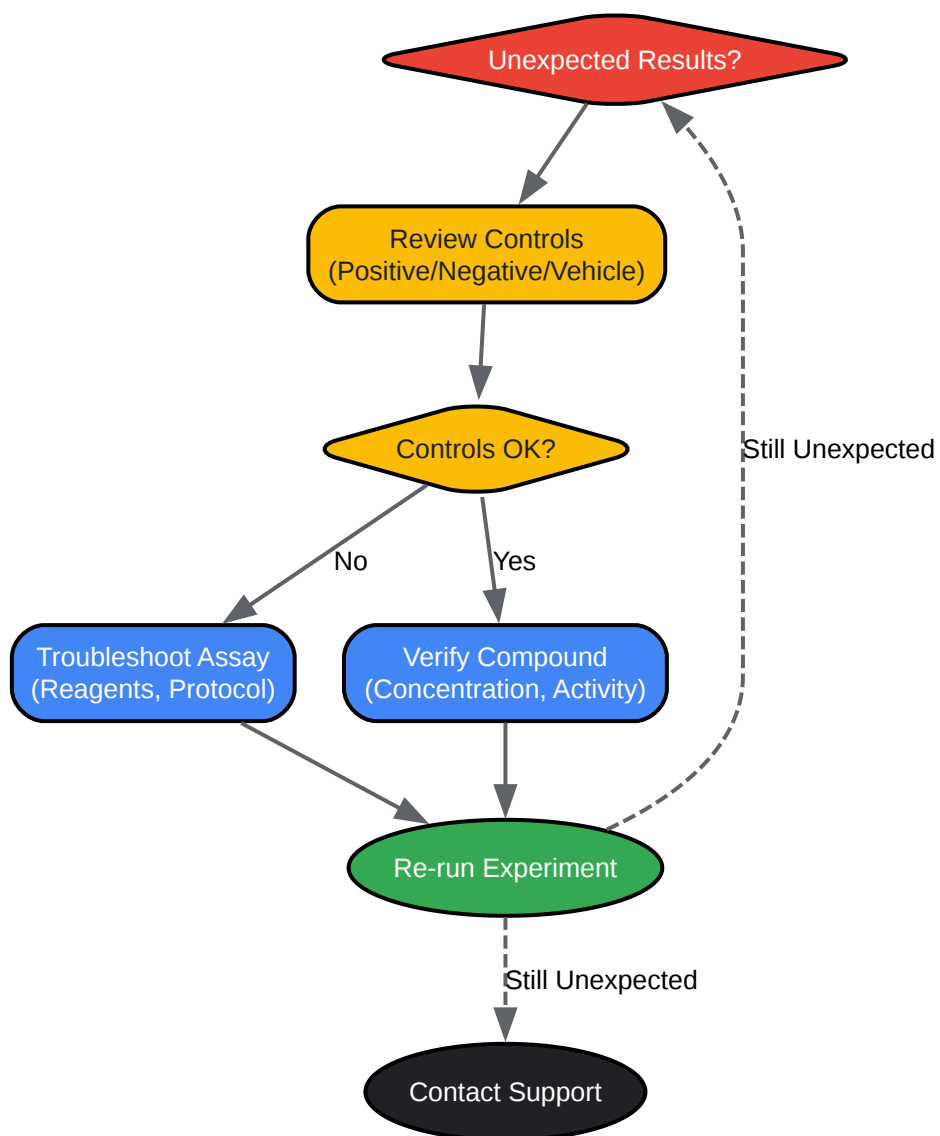 Unexpected Results?
Review Controls
(Positive/Negative/Vehicle)
Controls OK?
Still Unexpected
No
Yes
Troubleshoot Assay
(Reagents, Protocol)
Verify Compound
(Concentration, Activity)
Re-run Experiment
Still Unexpected
Contact Support